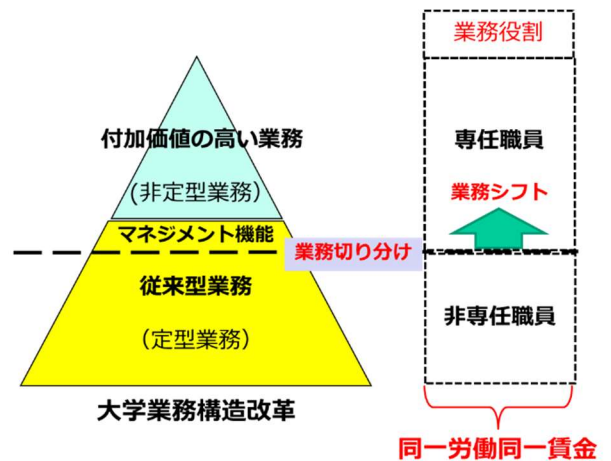 業務役割
付加価値の高い業務
(非定型業務)
マネジメント機能
業務切り分け
従来型業務
（定型業務）
大学業務構造改革
専任職員
業務シフト
非専任職員
同一労働同一賃金